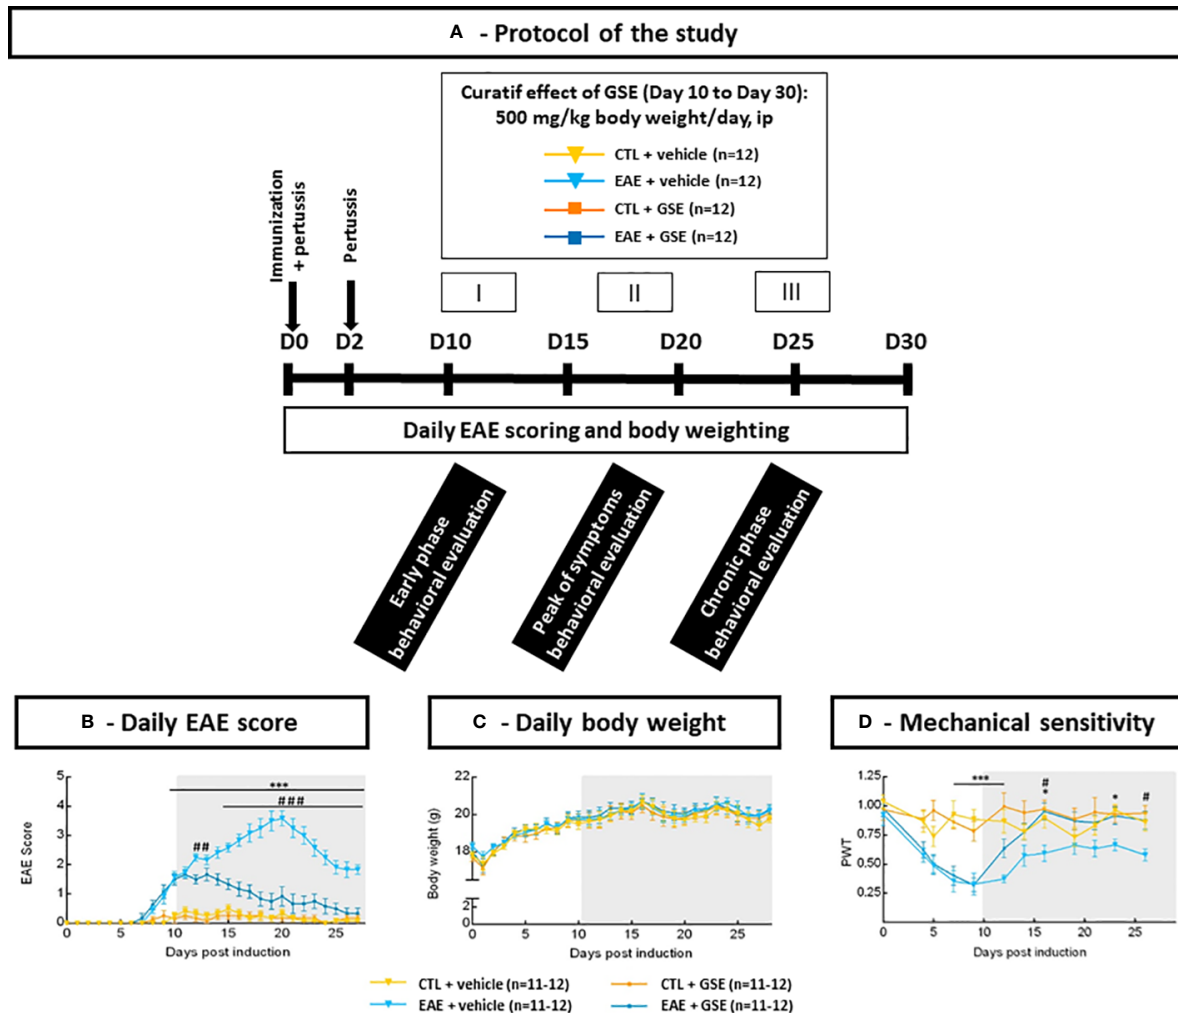 A - Protocol of the study
Curatif effect of GSE (Day 10 to Day 30):
500 mg/kg body weight/day, ip
CTL + vehicle (n=12)
EAE + vehicle (n=12)
CTL + GSE (n=12)
EAE + GSE (n=12)
Immunization
+ pertussis
Pertussis
I
II
III
D0
D2
D10
D15
D20
D25
D30
Daily EAE scoring and body weighting
Early phase
behavioral evaluation
Peak of symptoms
behavioral evaluation
Chronic phase
behavioral evaluation
B - Daily EAE score
EAE Score
5
4
3
2
1
0
***
###
##
0
5
10
15
20
25
Days post induction
C - Daily body weight
Body weight (g)
22
20
18
16
2
0
0
5
10
15
20
25
Days post induction
D - Mechanical sensitivity
PWT
1.25
1.00
0.75
0.50
0.25
***
#
*
*
#
0
5
10
15
20
25
Days post induction
CTL + vehicle (n=11-12)
CTL + GSE (n=11-12)
EAE + vehicle (n=11-12)
EAE + GSE (n=11-12)